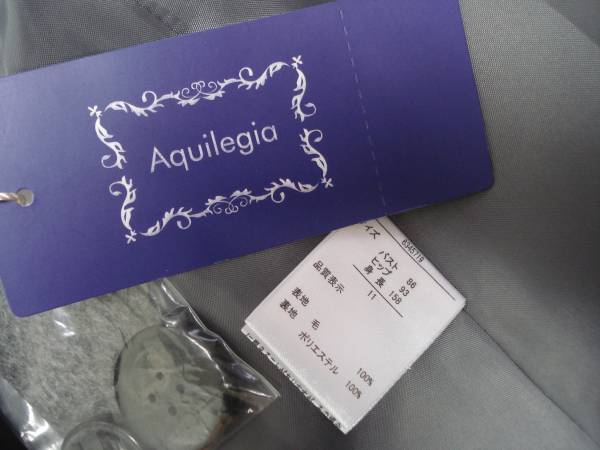 Aquilegia
6345719
イズ
バスト 86
ヒップ 93
身長 158
11
品質表示
表地 毛 100%
裏地 ポリエステル 100%